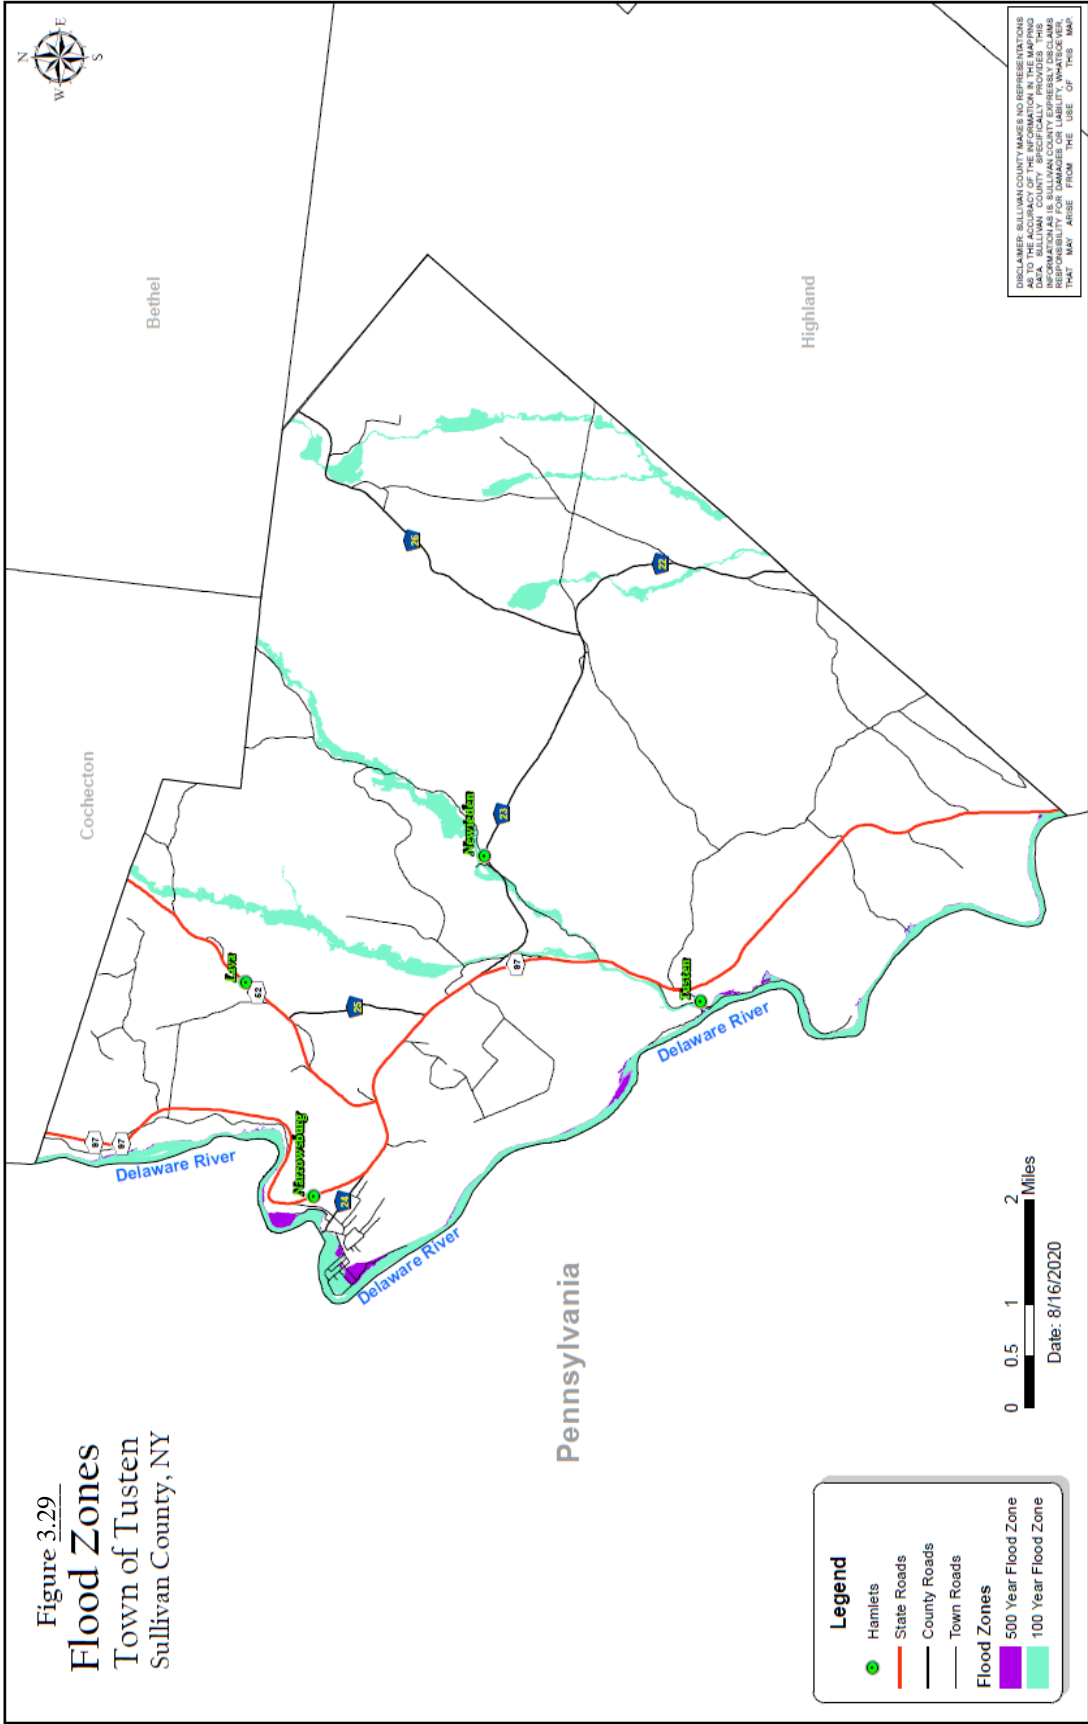 Figure 3.29
Flood Zones
Town of Tusten
Sullivan County, NY
N
E
S
W
Cochecton
Bethel
Highland
Pennsylvania
Delaware River
Delaware River
Delaware River
Narrowsburg
Lava
Tusten
97
97
52
97
24
25
23
26
22
0 0.5 1 2
Miles
Date: 8/16/2020
Legend
Hamlets
State Roads
County Roads
Town Roads
Flood Zones
500 Year Flood Zone
100 Year Flood Zone
DISCLAIMER: SULLIVAN COUNTY MAKES NO REPRESENTATIONS
AS TO THE ACCURACY OF THE INFORMATION IN THE MAPPING
DATA. SULLIVAN COUNTY SPECIFICALLY PROVIDES THIS
INFORMATION AS IS. SULLIVAN COUNTY EXPRESSLY DISCLAIMS
RESPONSIBILITY FOR DAMAGES OR LIABILITY, WHATSOEVER,
THAT MAY ARISE FROM THE USE OF THIS MAP.